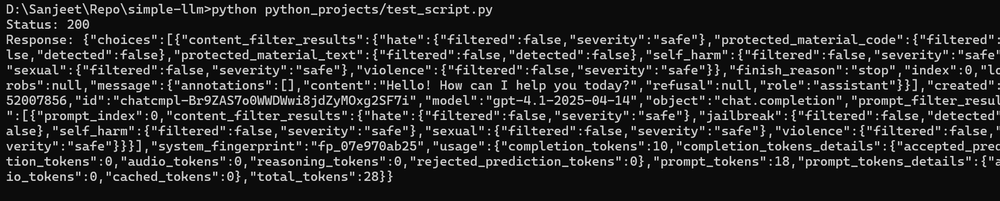 D:\Sanjeet\Repo\simple-llm>python python_projects/test_script.py
Status: 200
Response: {"choices":[{"content_filter_results":{"hate":{"filtered":false,"severity":"safe"},"protected_material_code":{"filtered":
lse,"detected":false},"protected_material_text":{"filtered":false,"detected":false},"self_harm":{"filtered":false,"severity":"safe"
"sexual":{"filtered":false,"severity":"safe"},"violence":{"filtered":false,"severity":"safe"}},"finish_reason":"stop","index":0,"lo
robs":null,"message":{"annotations":[],"content":"Hello! How can I help you today?","refusal":null,"role":"assistant"}}],"created":
52007856,"id":"chatcmpl-Br9ZAS7o0WWDWwi8jdZyMOxg2SF7i","model":"gpt-4.1-2025-04-14","object":"chat.completion","prompt_filter_resul
":[{"prompt_index":0,"content_filter_results":{"hate":{"filtered":false,"severity":"safe"},"jailbreak":{"filtered":false,"detected"
alse},"self_harm":{"filtered":false,"severity":"safe"},"sexual":{"filtered":false,"severity":"safe"},"violence":{"filtered":false,"
verity":"safe"}}}],"system_fingerprint":"fp_07e970ab25","usage":{"completion_tokens":10,"completion_tokens_details":{"accepted_pred
tion_tokens":0,"audio_tokens":0,"reasoning_tokens":0,"rejected_prediction_tokens":0},"prompt_tokens":18,"prompt_tokens_details":{"a
io_tokens":0,"cached_tokens":0},"total_tokens":28}}